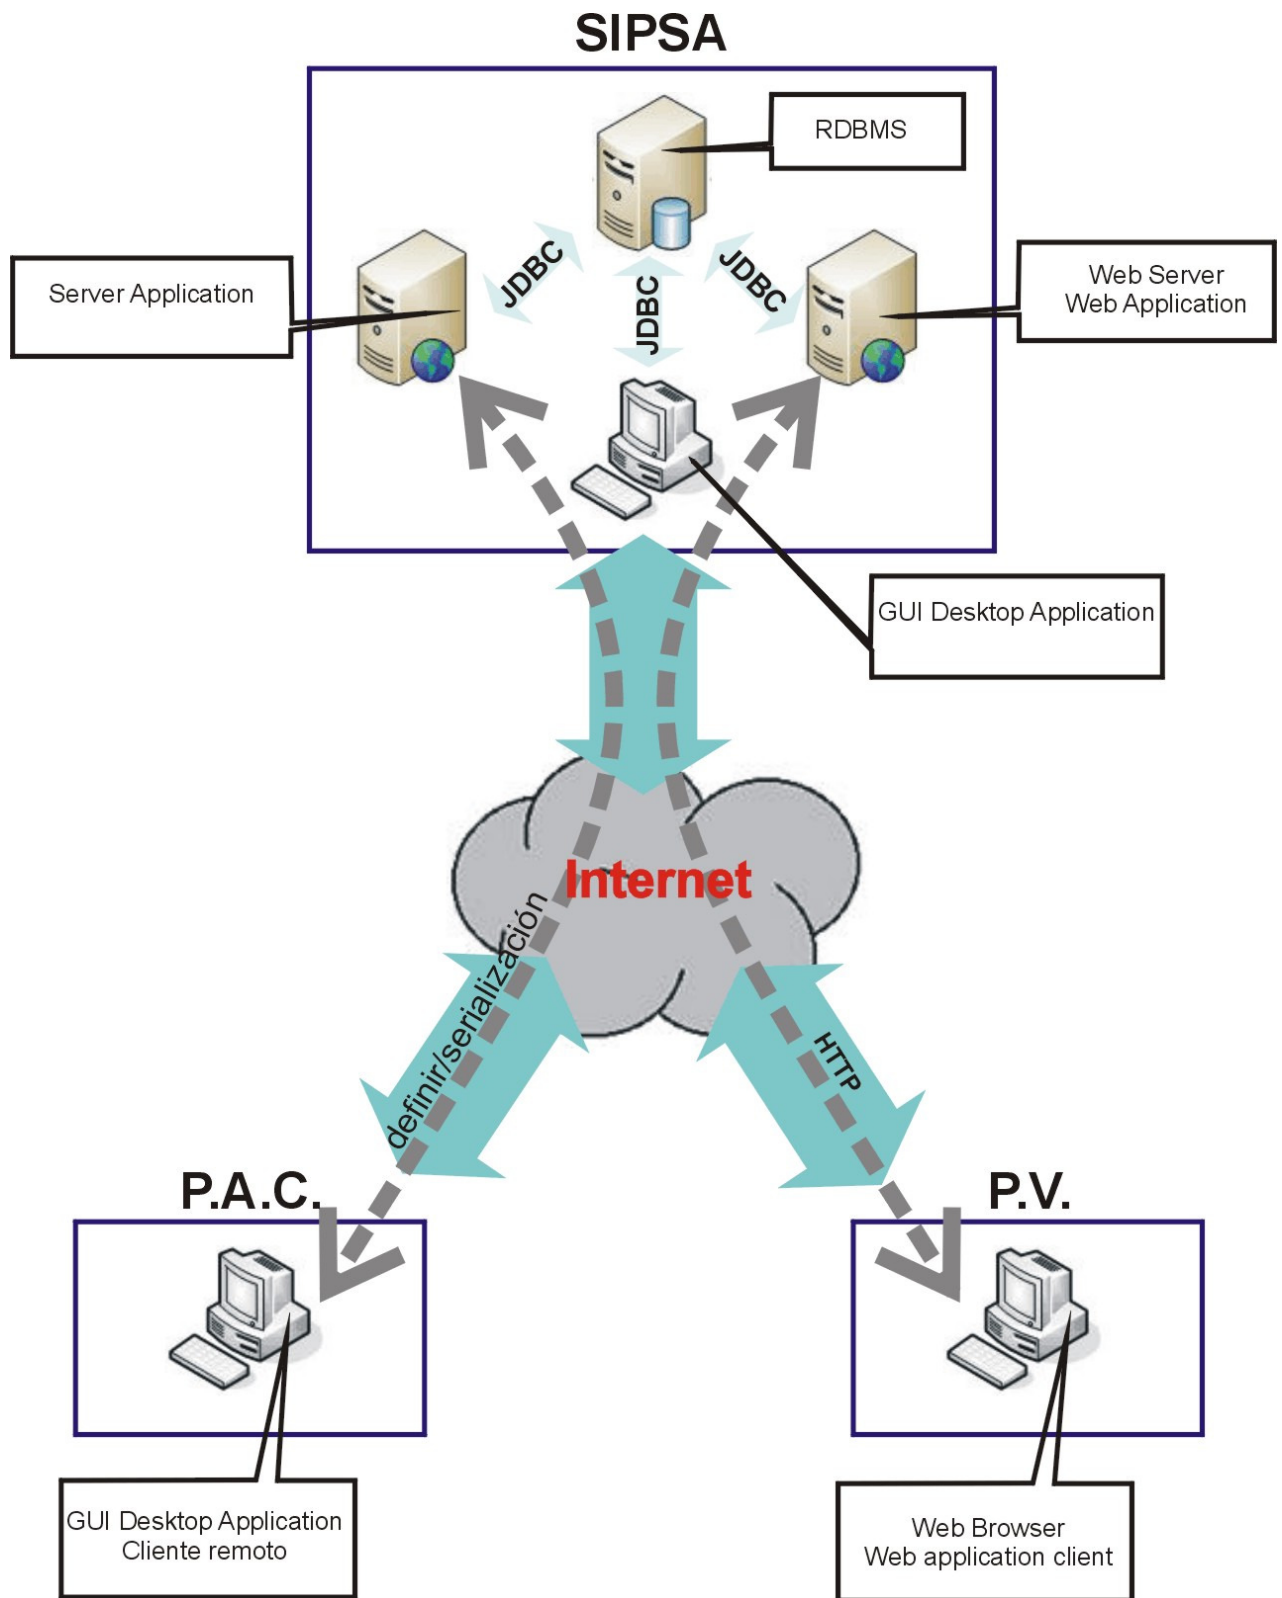 SIPSA
RDBMS
Server Application
JDBC
JDBC
JDBC
Web Server
Web Application
GUI Desktop Application
Internet
definir/serialización
HTTP
P.A.C.
P.V.
GUI Desktop Application
Cliente remoto
Web Browser
Web application client